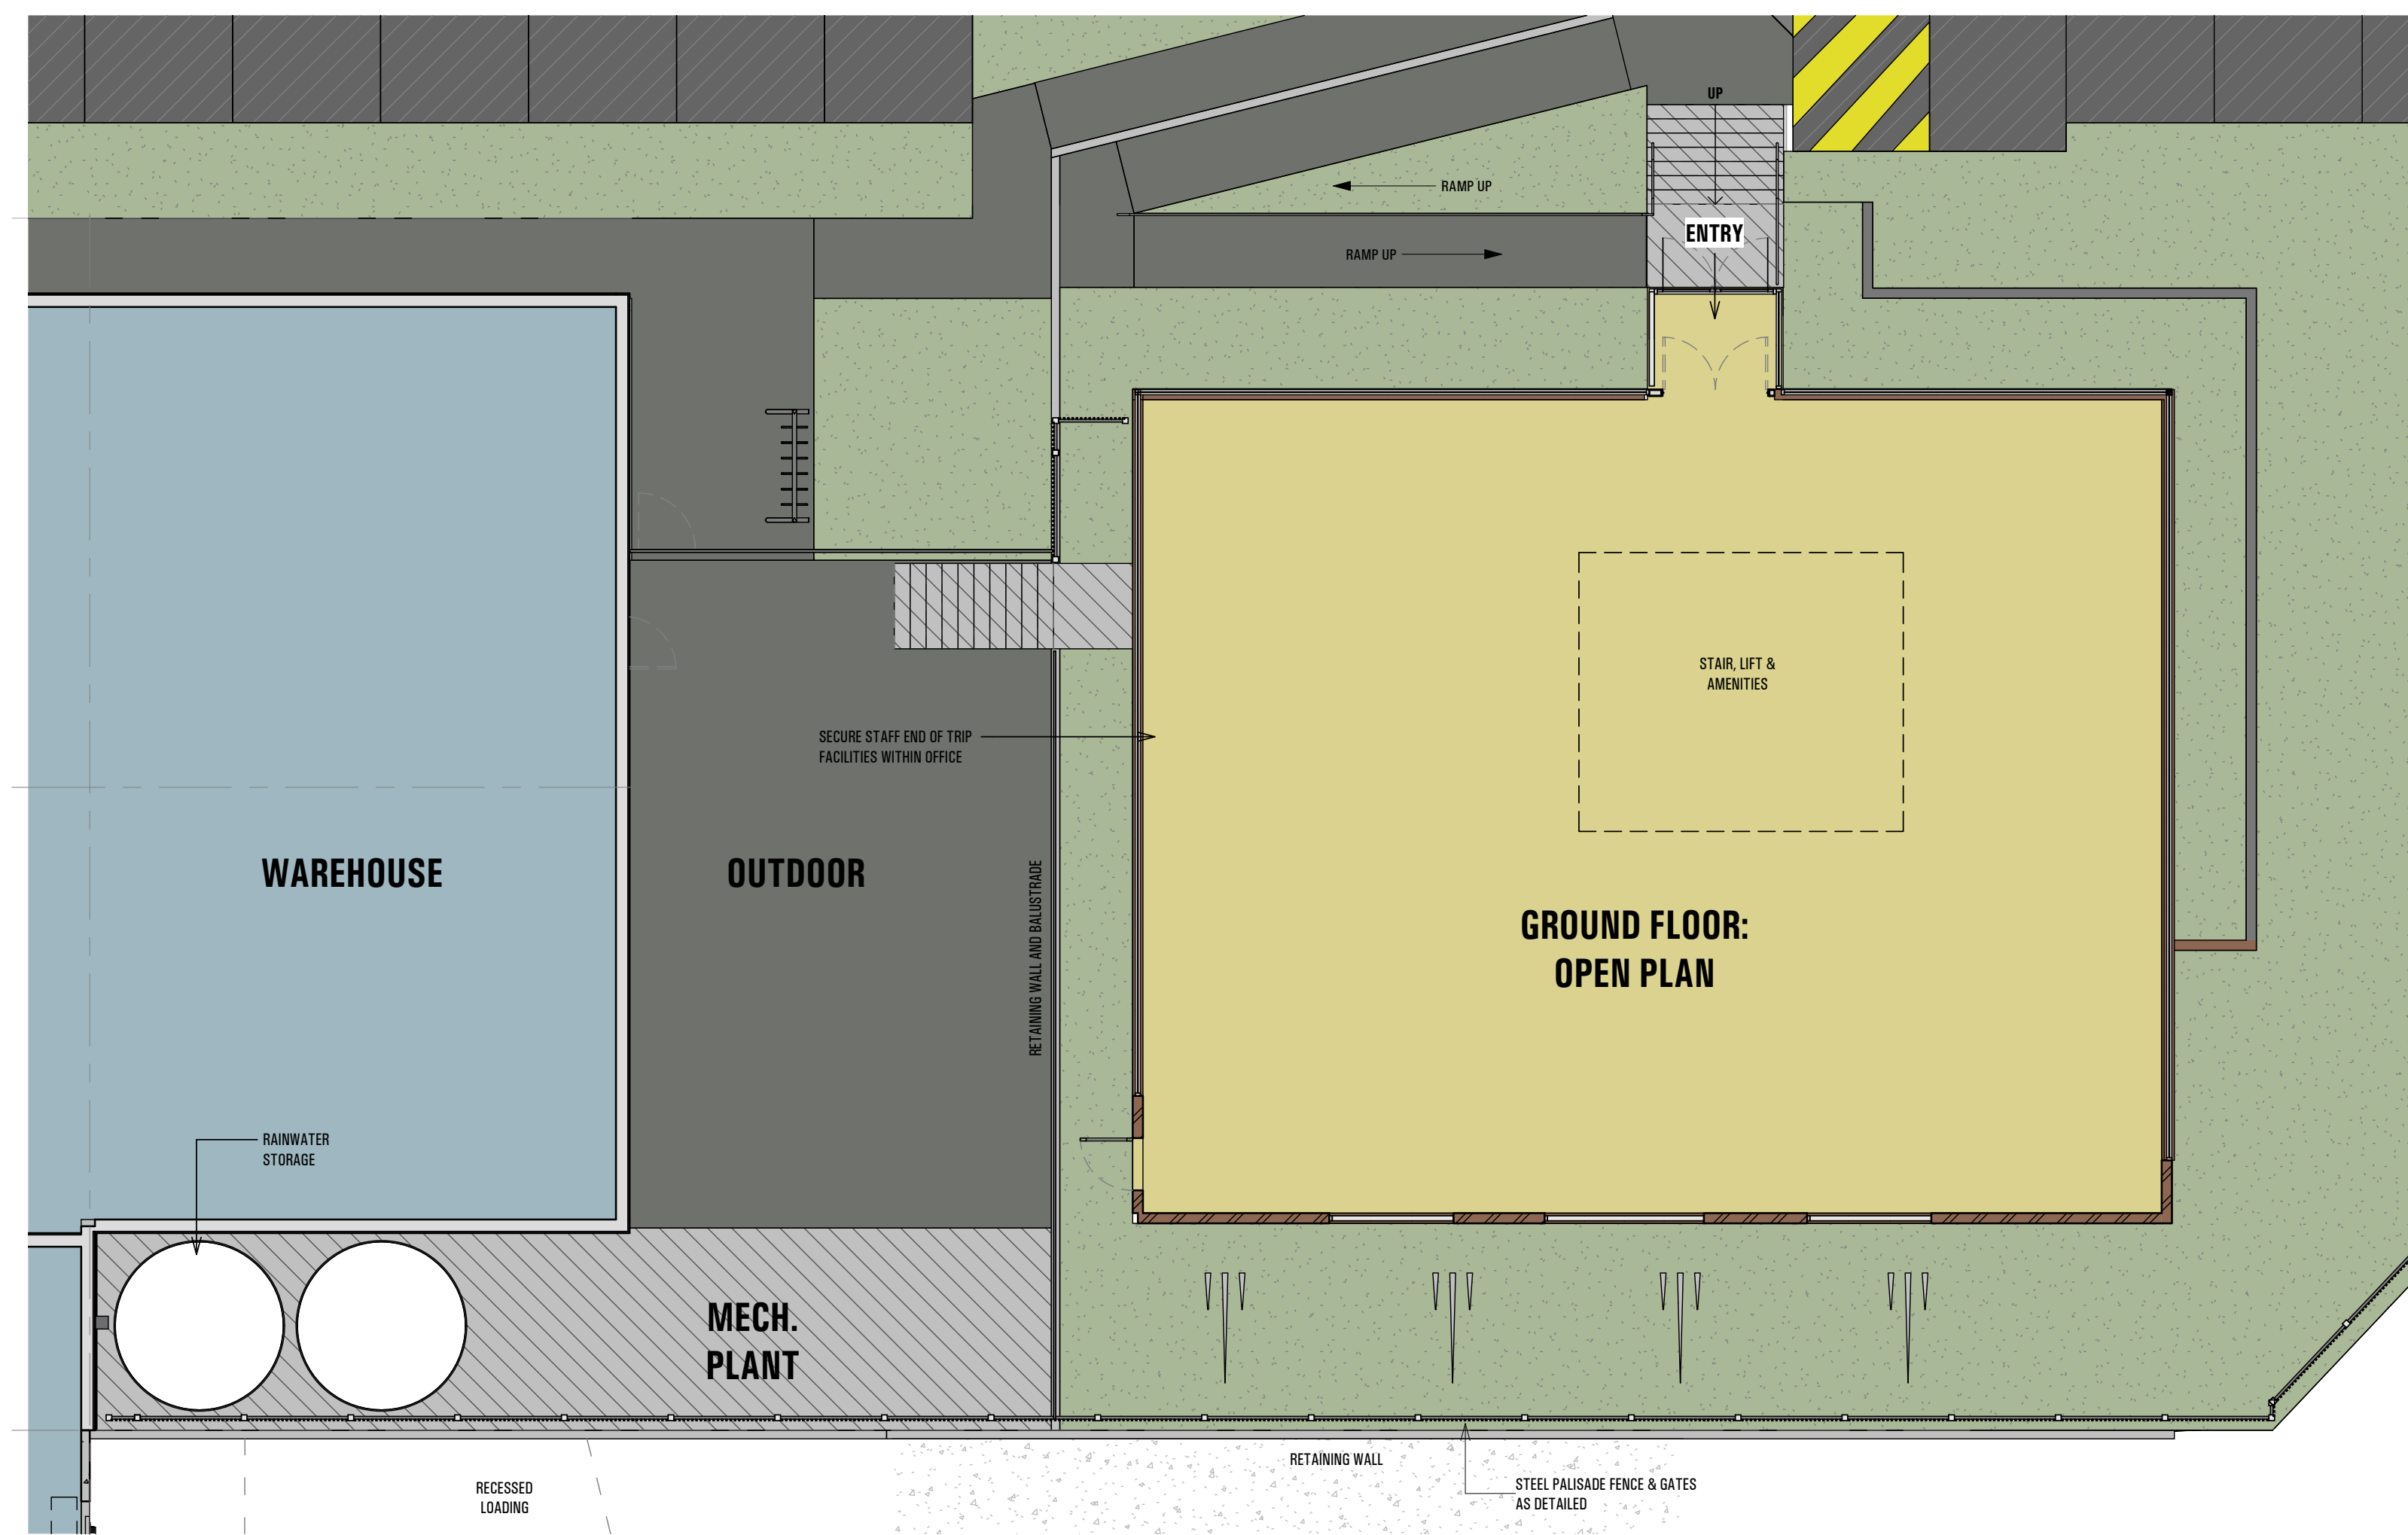 UP
RAMP UP
ENTRY
RAMP UP
STAIR, LIFT &
AMENITIES
SECURE STAFF END OF TRIP
FACILITIES WITHIN OFFICE
WAREHOUSE
OUTDOOR
RETAINING WALL AND BALUSTRADE
GROUND FLOOR:
OPEN PLAN
RAINWATER
STORAGE
MECH.
PLANT
RETAINING WALL
RECESSED
LOADING
STEEL PALISADE FENCE & GATES
AS DETAILED